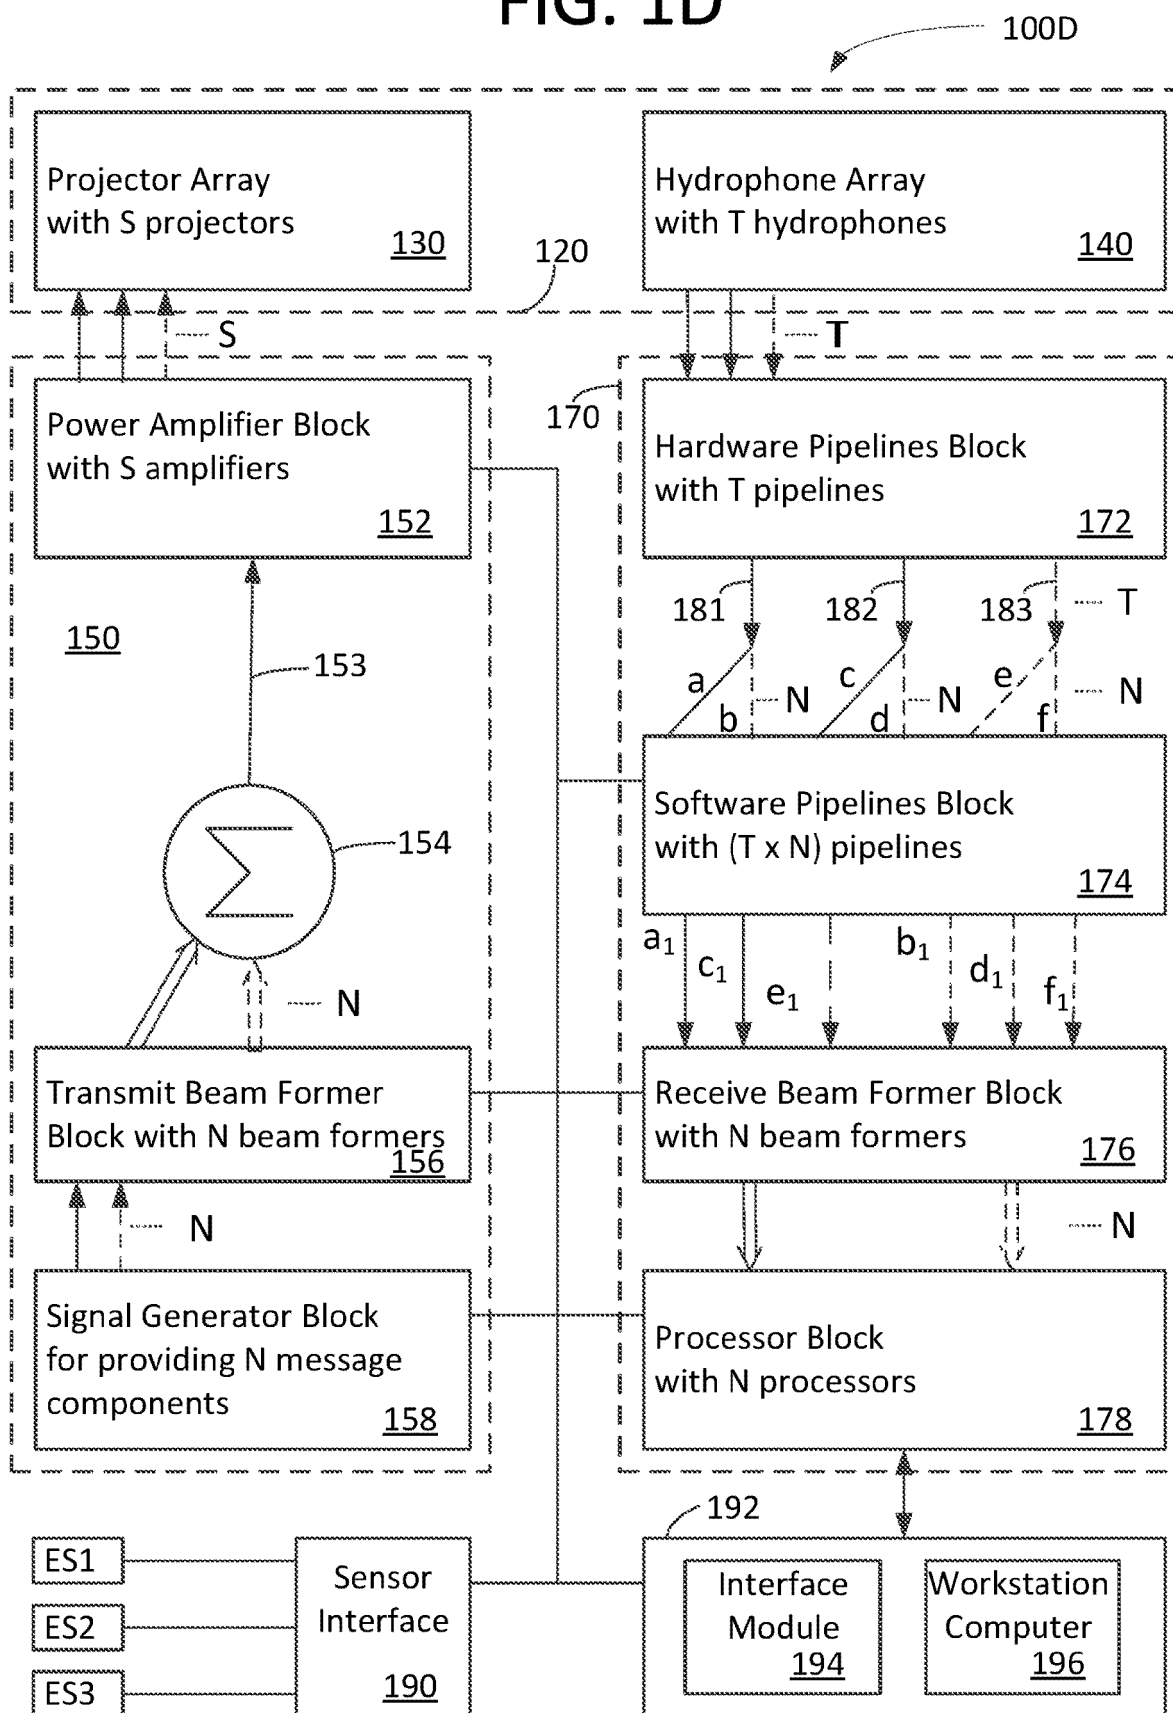 FIG. 1D
100D
Projector Array
with S projectors
130
Hydrophone Array
with T hydrophones
140
120
S
T
Power Amplifier Block
with S amplifiers
152
170
Hardware Pipelines Block
with T pipelines
172
150
153
181
182
183
T
a
b
N
c
d
N
e
f
N
154
Σ
Software Pipelines Block
with (T x N) pipelines
174
a₁
c₁
e₁
b₁
d₁
f₁
N
Transmit Beam Former
Block with N beam formers
156
Receive Beam Former Block
with N beam formers
176
N
N
Signal Generator Block
for providing N message
components
158
Processor Block
with N processors
178
192
ES1
ES2
ES3
Sensor
Interface
190
Interface
Module
194
Workstation
Computer
196